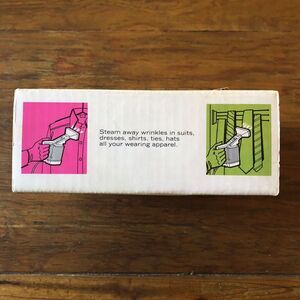 Steam away wrinkles in suits,
dresses, shirts, ties, hats
all your wearing apparel.